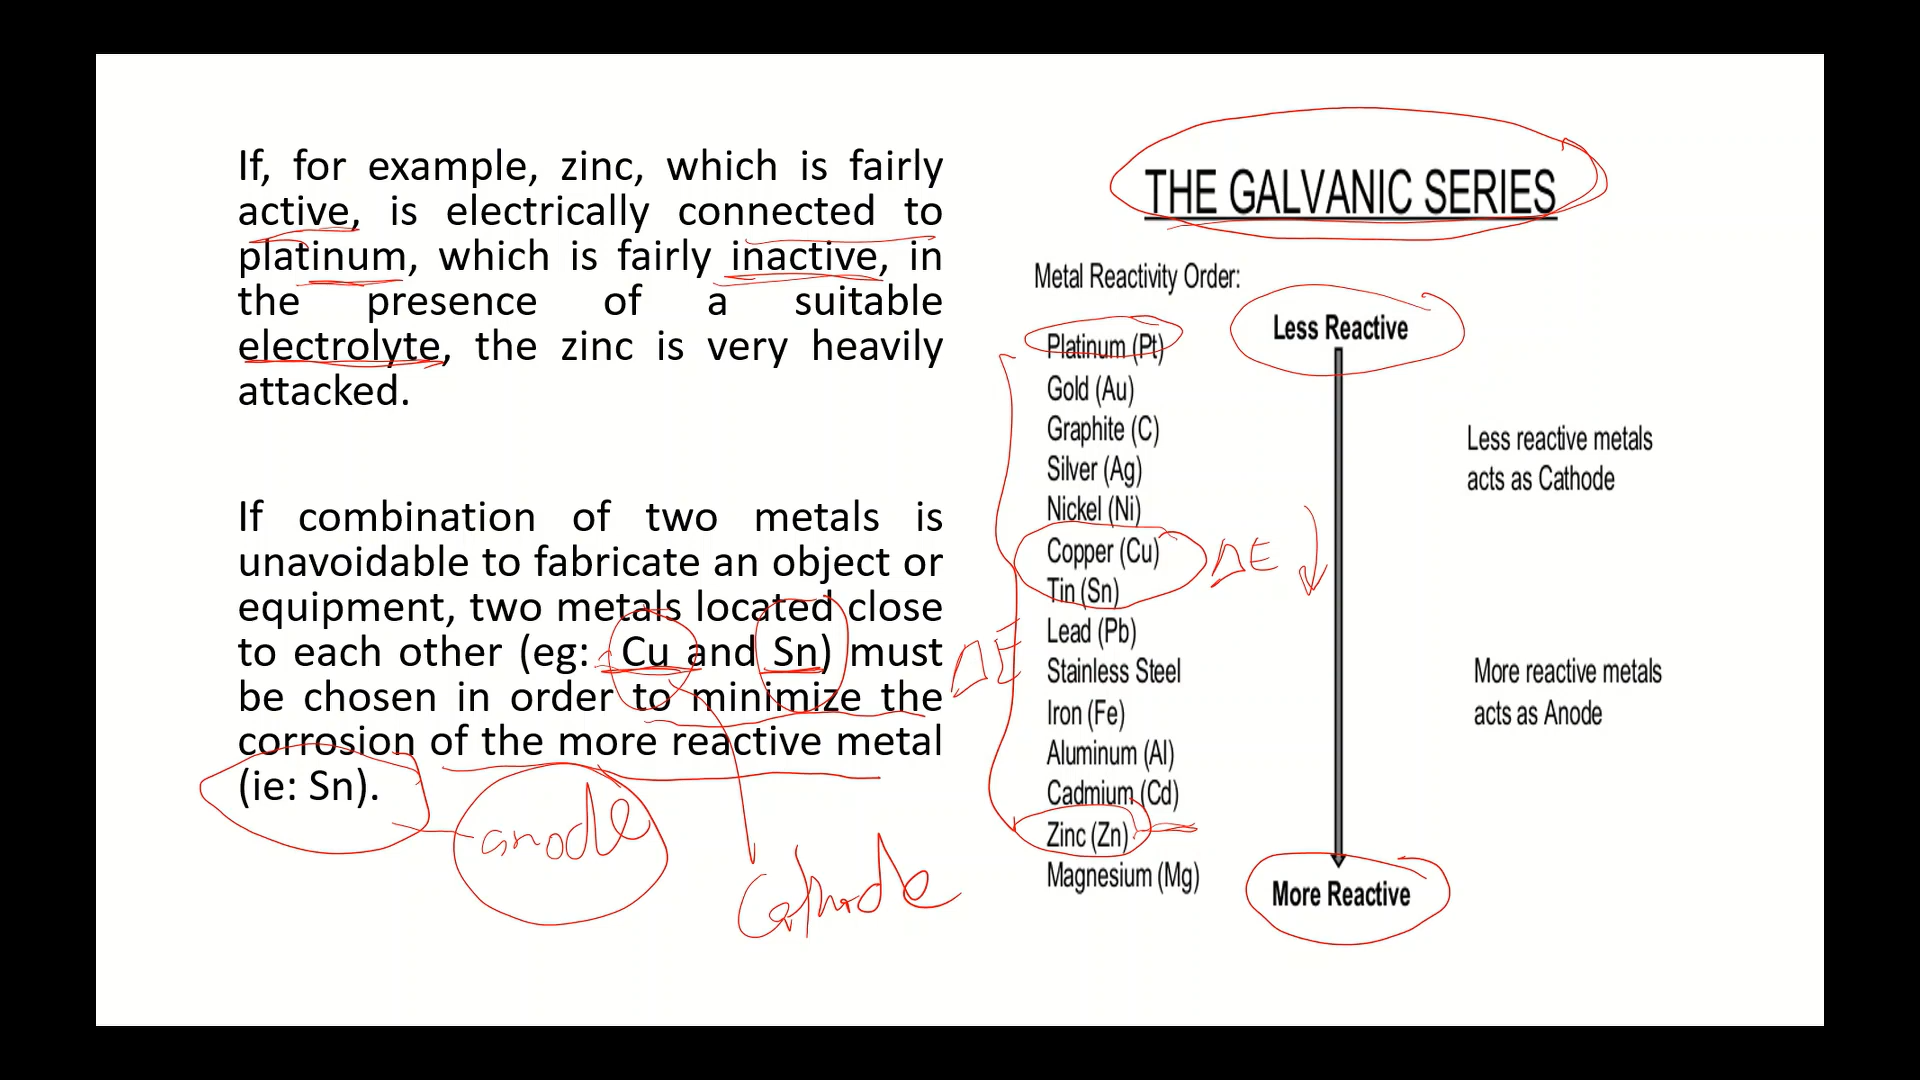 If, for example, zinc, which is fairly
active, is electrically connected to
platinum, which is fairly inactive, in
the presence of a suitable
electrolyte, the zinc is very heavily
attacked.
If combination of two metals is
unavoidable to fabricate an object or
equipment, two metals located close
to each other (eg: Cu and Sn) must
be chosen in order to minimize the
corrosion of the more reactive metal
(ie: Sn).
anode
Cathode
ΔE
THE GALVANIC SERIES
Metal Reactivity Order:
Less Reactive
Platinum (Pt)
Gold (Au)
Graphite (C)
Silver (Ag)
Nickel (Ni)
Copper (Cu)
ΔE ↓
Tin (Sn)
Lead (Pb)
Stainless Steel
Iron (Fe)
Aluminum (Al)
Cadmium (Cd)
Zinc (Zn)
Magnesium (Mg)
More Reactive
Less reactive metals
acts as Cathode
More reactive metals
acts as Anode